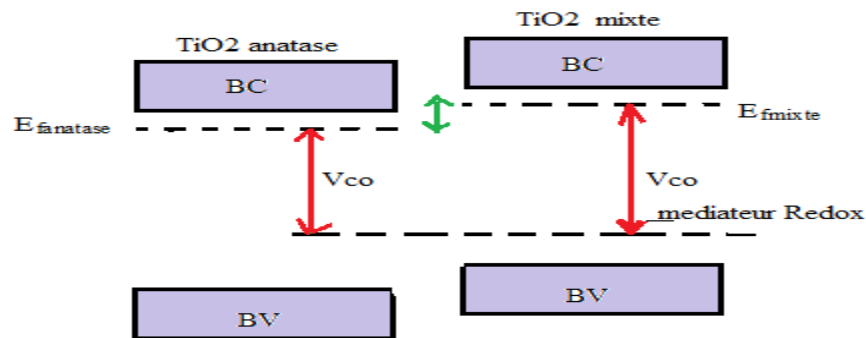 TiO2 anatase
TiO2 mixte
BC
BC
E fanatase
E fmixte
Vco
Vco
mediateur Redox
BV
BV